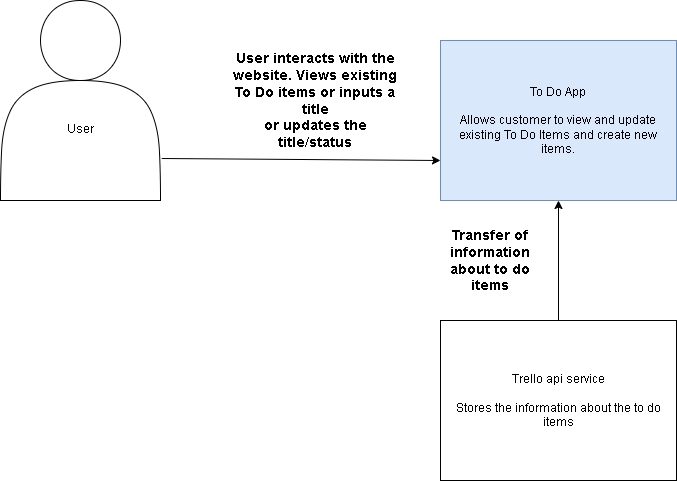 User
User interacts with the
website. Views existing
To Do items or inputs a
title
or updates the
title/status
To Do App
Allows customer to view and update
existing To Do Items and create new
items.
Transfer of
information
about to do
items
Trello api service
Stores the information about the to do
items